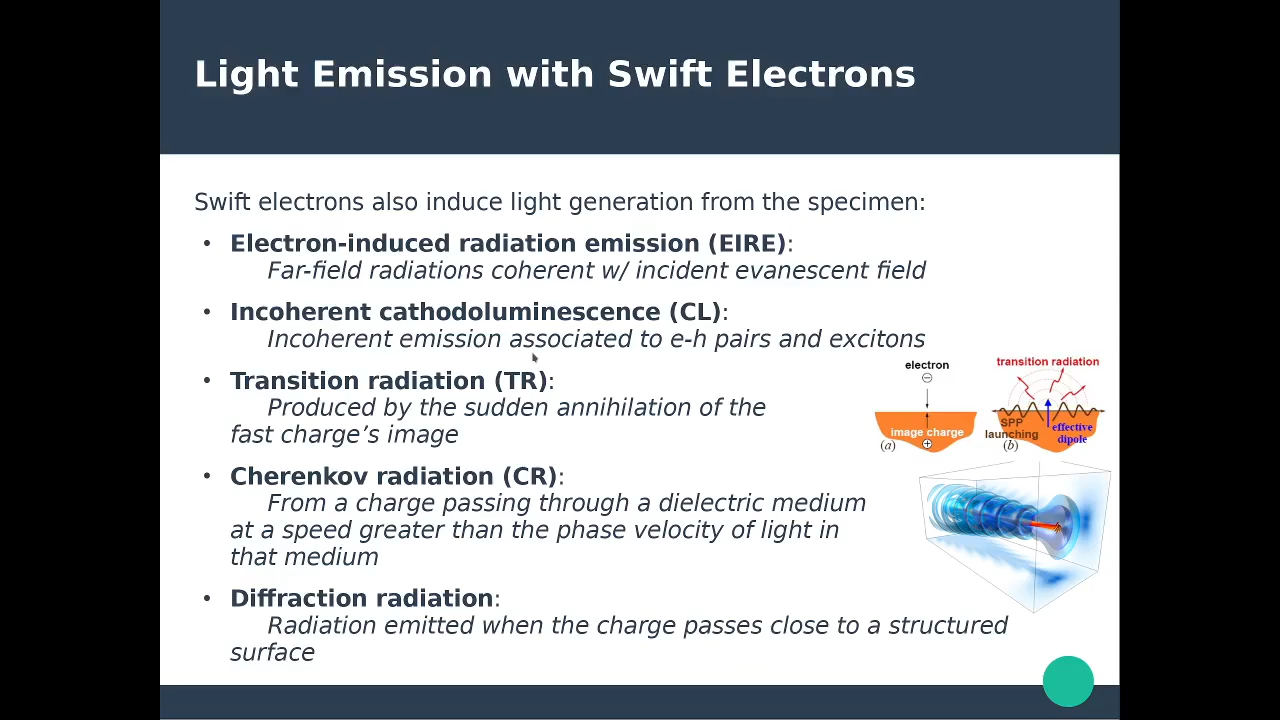 Light Emission with Swift Electrons
Swift electrons also induce light generation from the specimen:
• Electron-induced radiation emission (EIRE):
Far-field radiations coherent w/ incident evanescent field
• Incoherent cathodoluminescence (CL):
Incoherent emission associated to e-h pairs and excitons
• Transition radiation (TR):
Produced by the sudden annihilation of the
fast charge’s image
• Cherenkov radiation (CR):
From a charge passing through a dielectric medium
at a speed greater than the phase velocity of light in
that medium
• Diffraction radiation:
Radiation emitted when the charge passes close to a structured
surface
electron
−
image charge
+
(a)
transition radiation
SPP
launching
effective
dipole
(b)